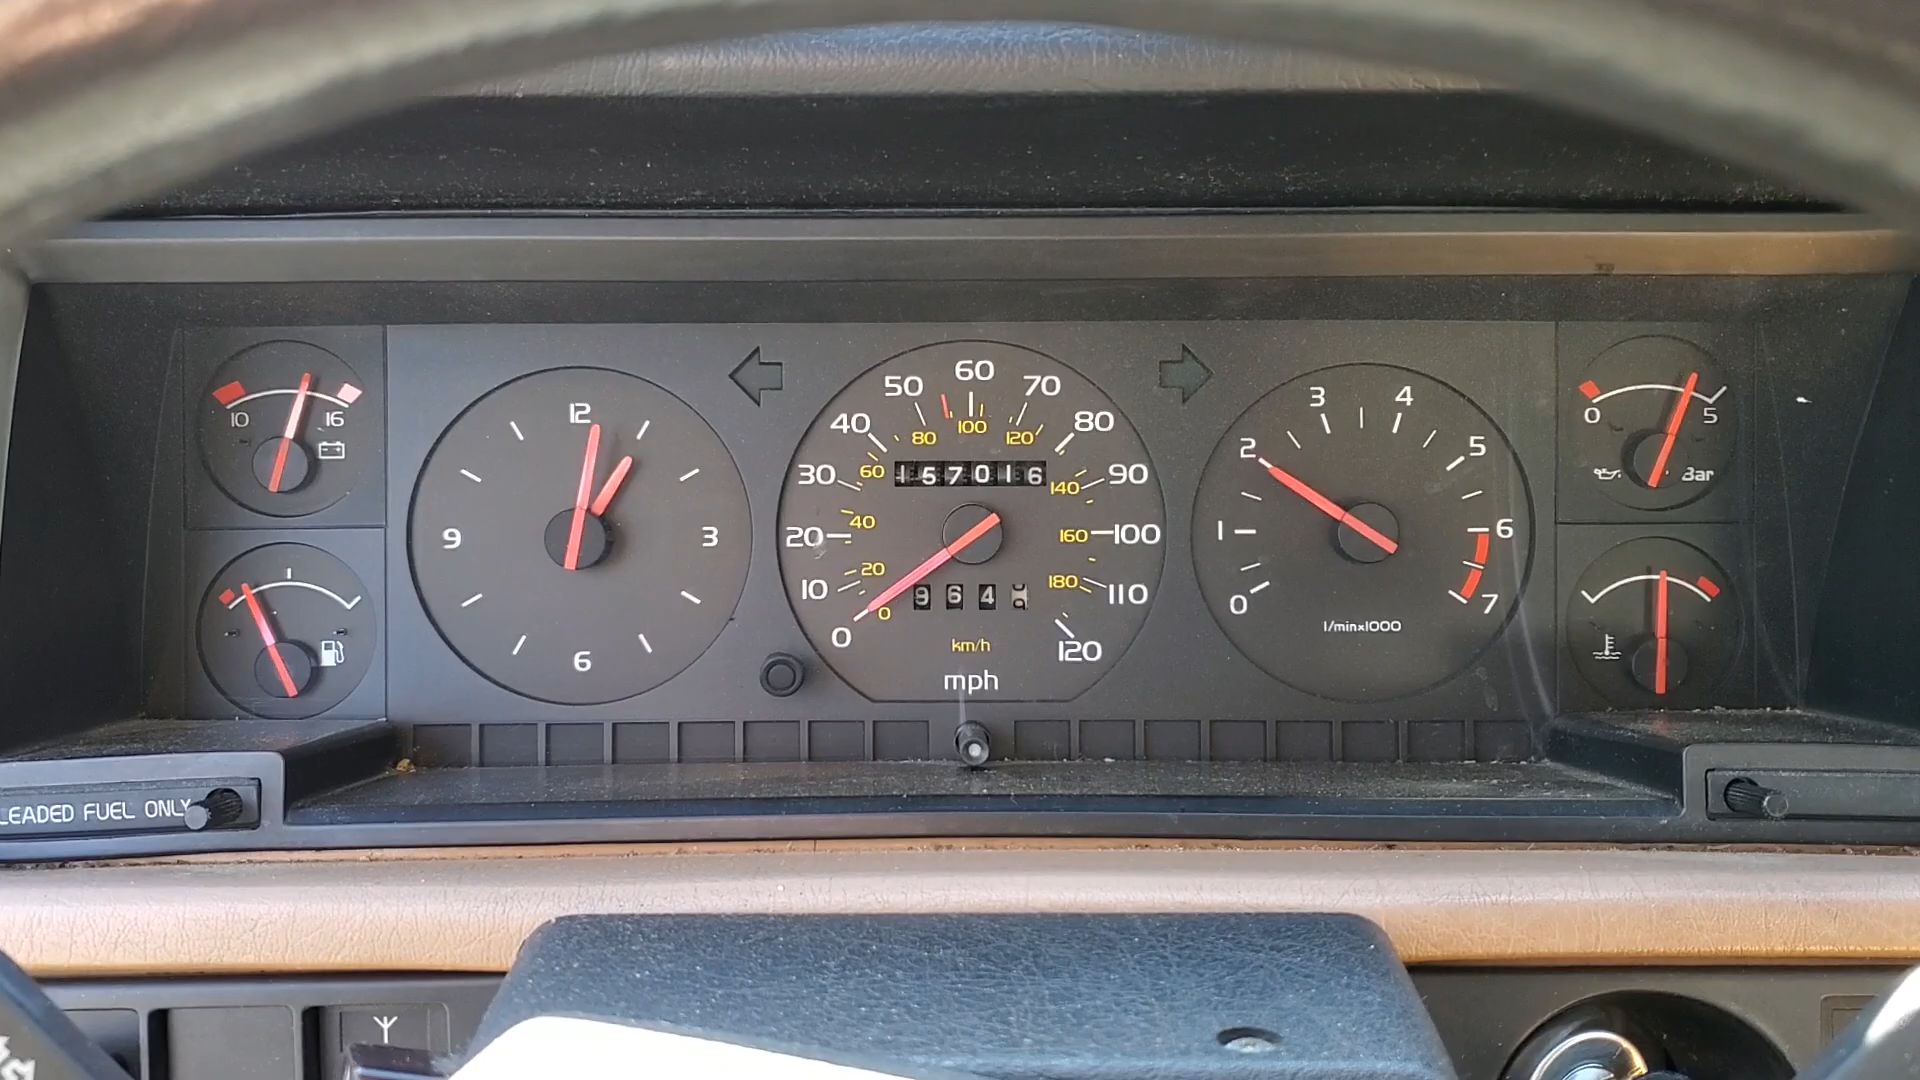 10 16
12
3
6
9
60
50 70
40 80
80 100 120
30 60 157016 140 90
20 40 160 100
10 20 964 180 110
0 0
km/h 120
mph
3 4
2 5
1 6
0 7
1/min×1000
0 5
Bar
1
LEADED FUEL ONLY